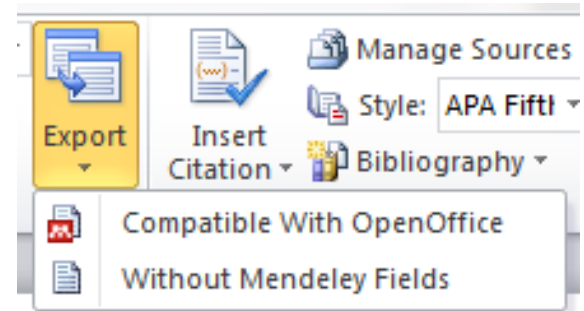 Export
Insert
Citation
Manage Sources
Style: APA Fifth
Bibliography
Compatible With OpenOffice
Without Mendeley Fields